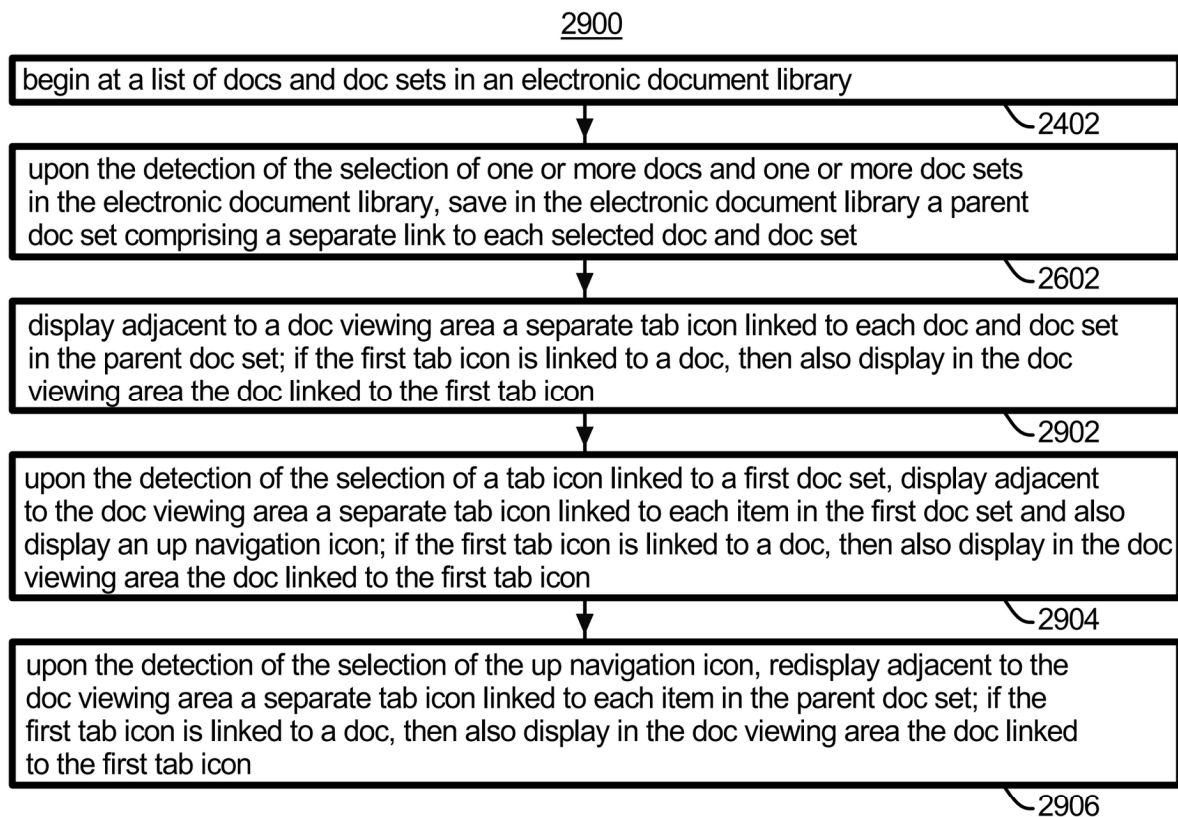 2900
begin at a list of docs and doc sets in an electronic document library
2402
upon the detection of the selection of one or more docs and one or more doc sets
in the electronic document library, save in the electronic document library a parent
doc set comprising a separate link to each selected doc and doc set
2602
display adjacent to a doc viewing area a separate tab icon linked to each doc and doc set
in the parent doc set; if the first tab icon is linked to a doc, then also display in the doc
viewing area the doc linked to the first tab icon
2902
upon the detection of the selection of a tab icon linked to a first doc set, display adjacent
to the doc viewing area a separate tab icon linked to each item in the first doc set and also
display an up navigation icon; if the first tab icon is linked to a doc, then also display in the doc
viewing area the doc linked to the first tab icon
2904
upon the detection of the selection of the up navigation icon, redisplay adjacent to the
doc viewing area a separate tab icon linked to each item in the parent doc set; if the
first tab icon is linked to a doc, then also display in the doc viewing area the doc linked
to the first tab icon
2906